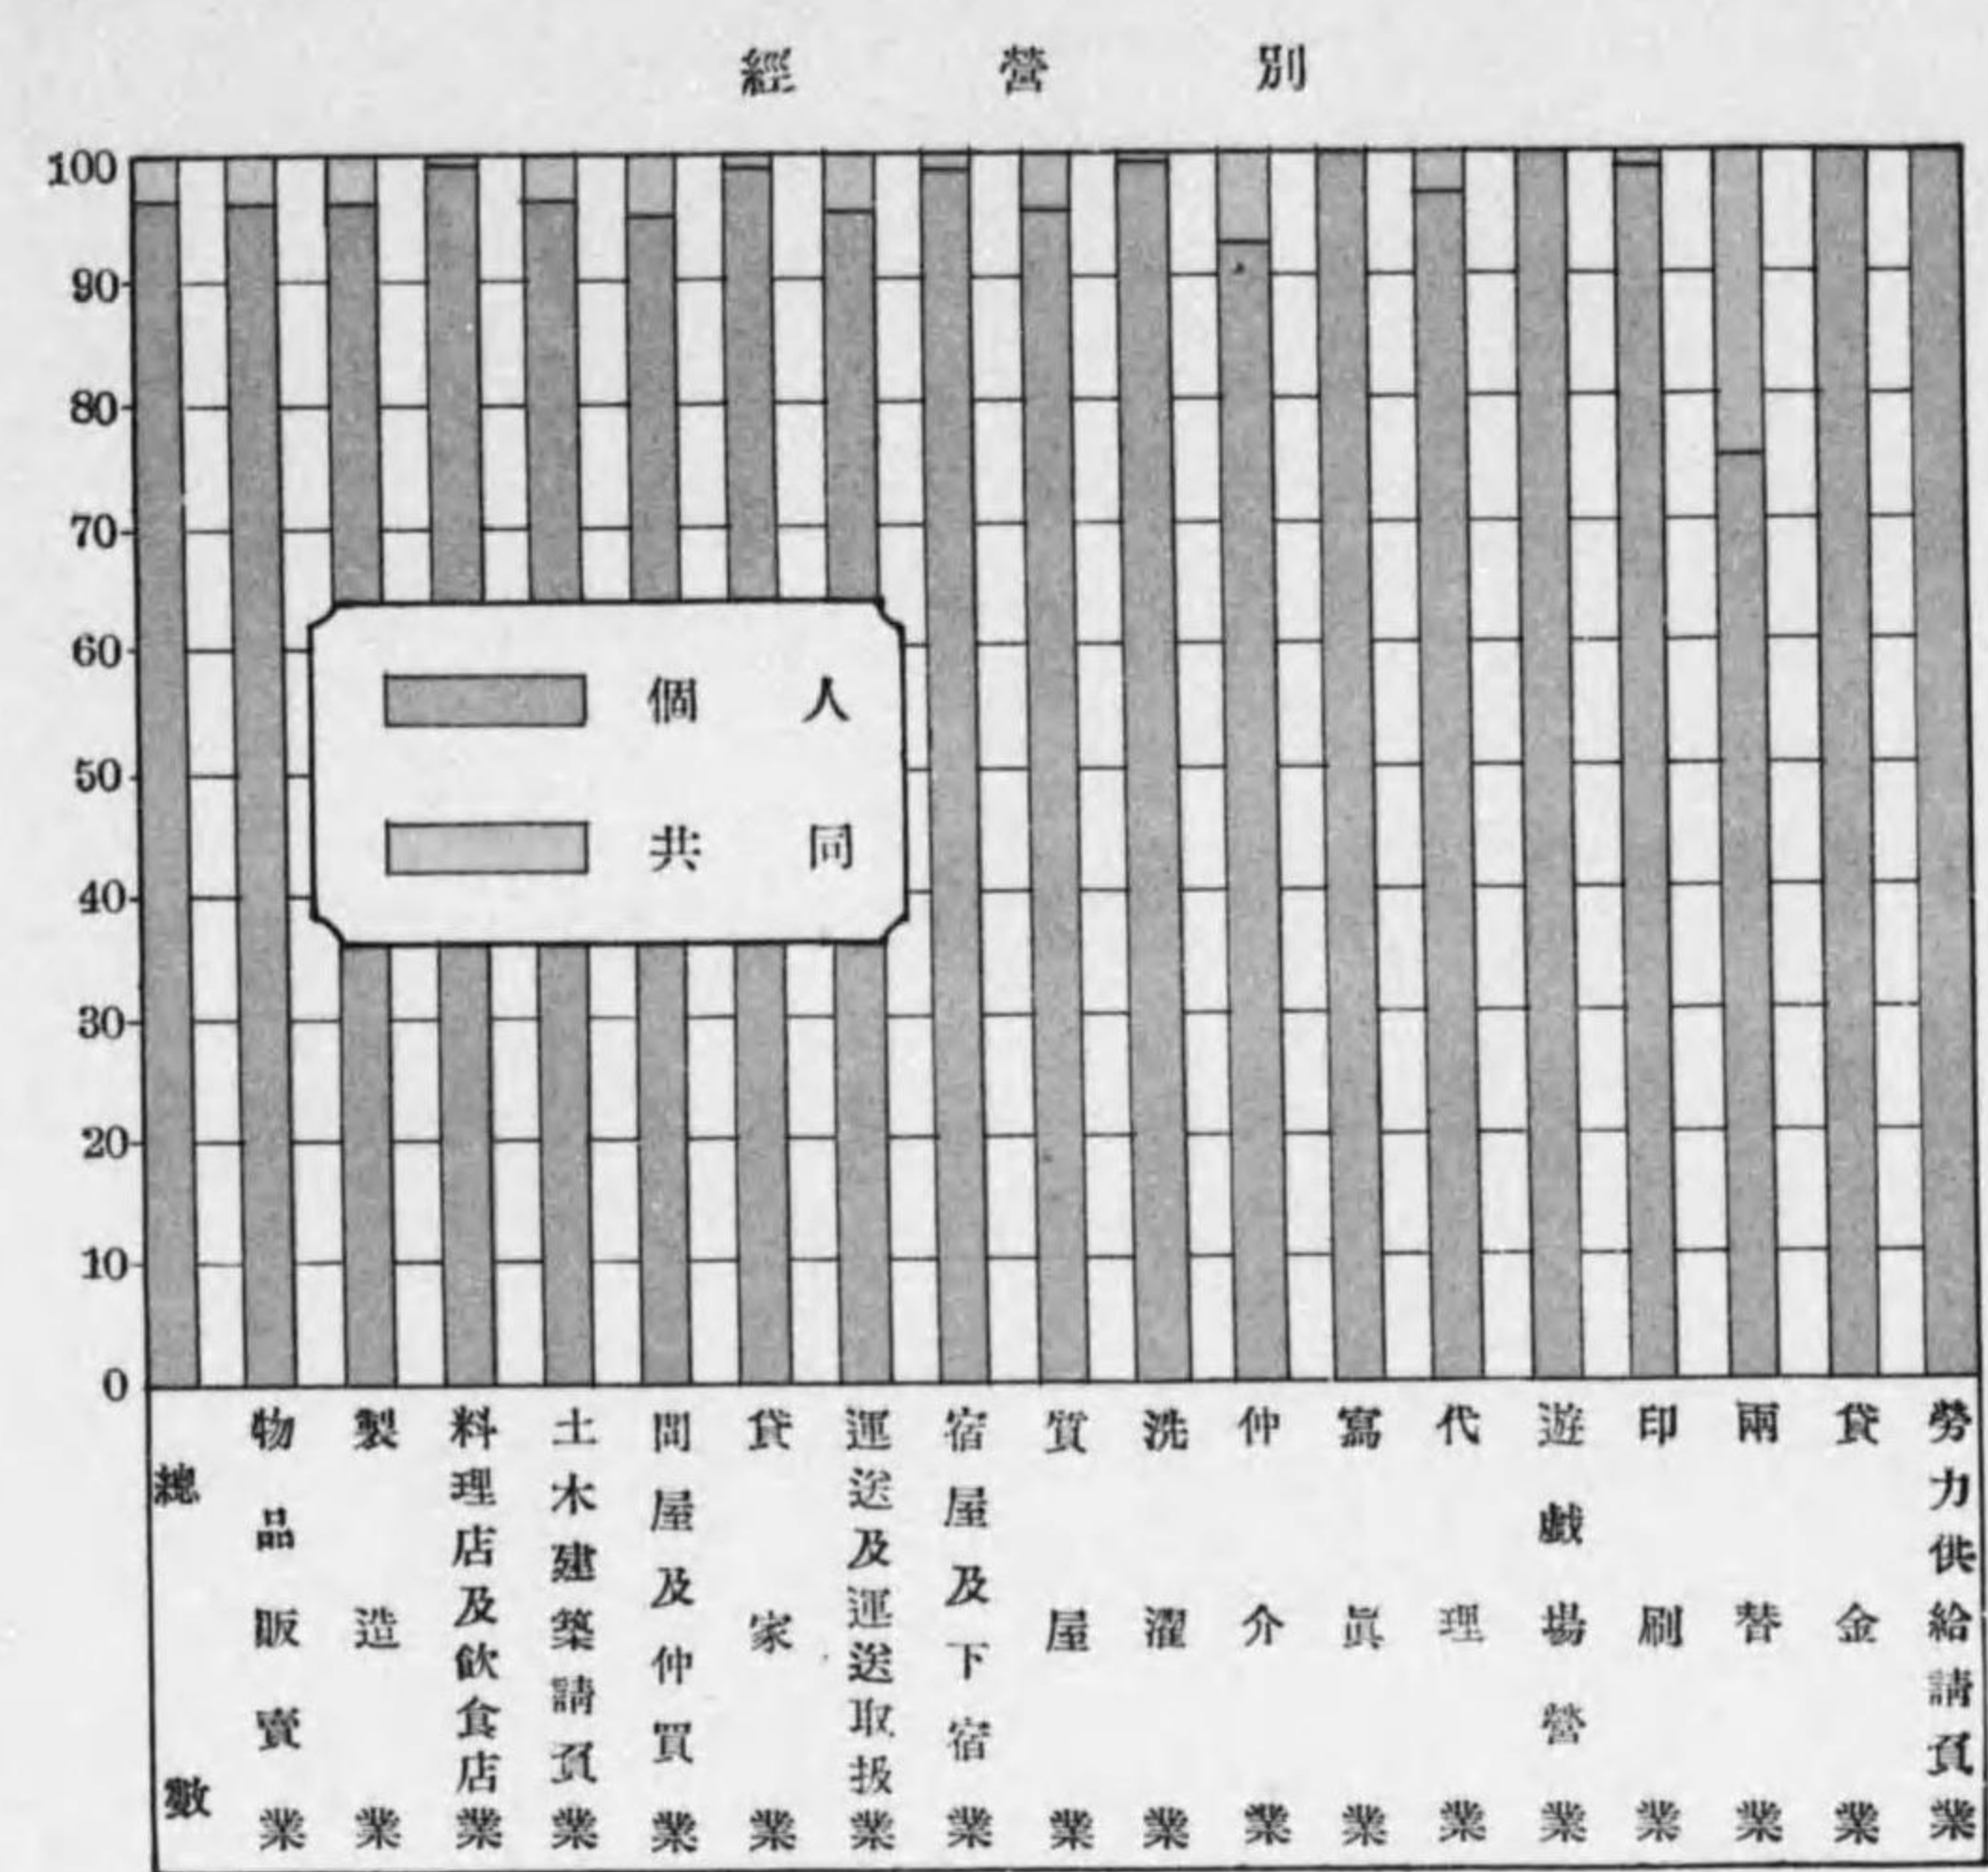 經營別
100
90
80
70
60
50
40
30
20
10
0
個人
共同
總數
物品販賣業
製造業
料理店及飲食店業
土木建築請負業
問屋及仲買業
貸家業
運送及運送取扱業
宿屋及下宿業
質屋業
洗濯業
仲介業
寫眞業
代理業
遊戲場營業
印刷業
兩替業
貸金業
勞力供給請負業